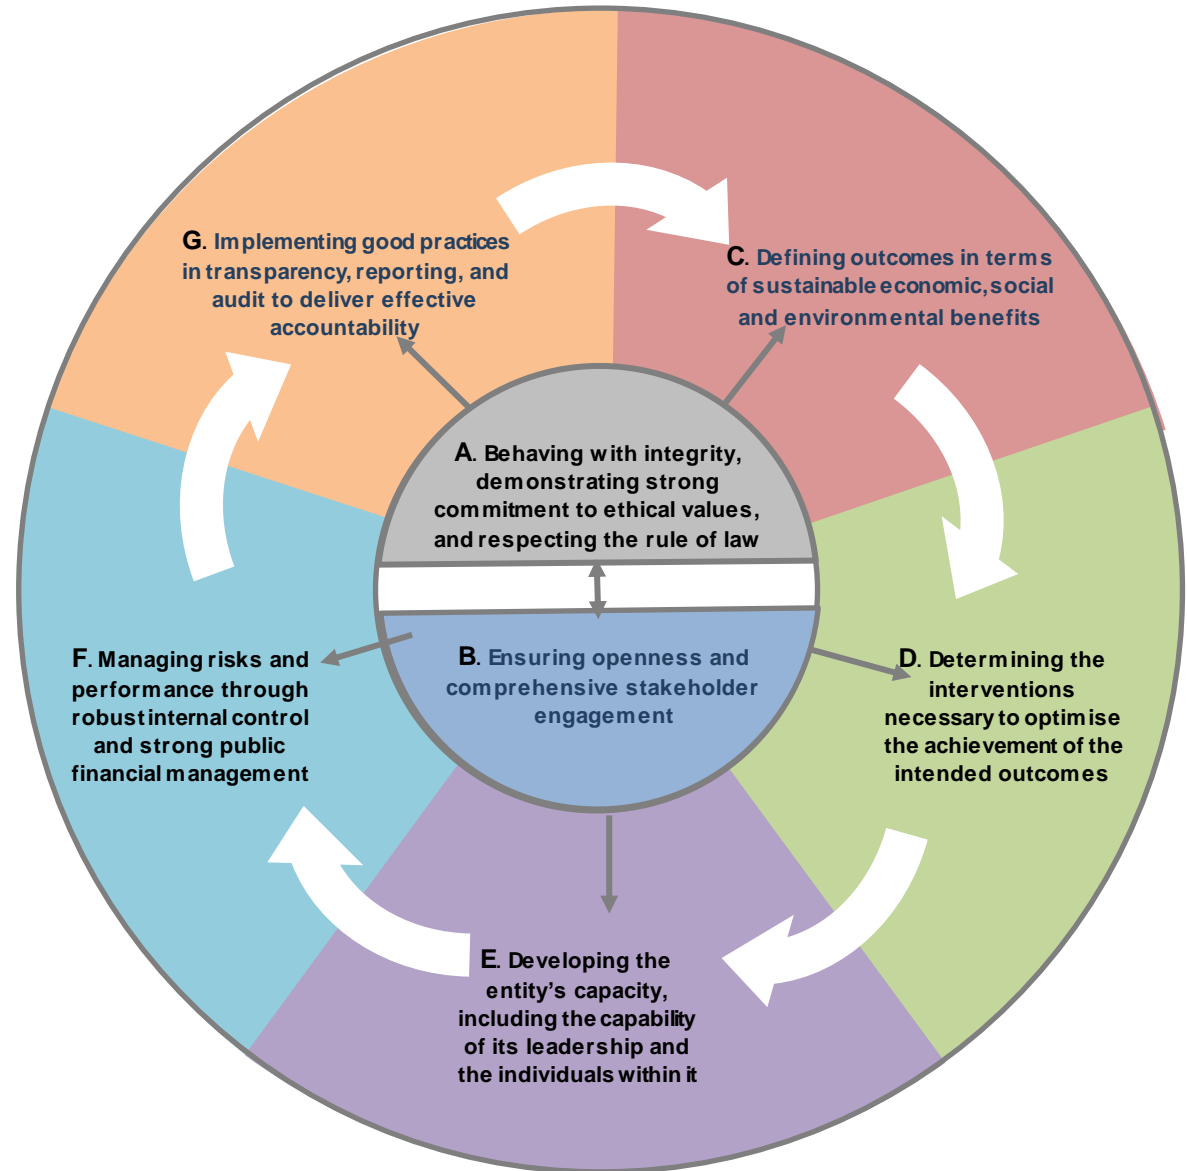 G. Implementing good practices
in transparency, reporting, and
audit to deliver effective
accountability
C. Defining outcomes in terms
of sustainable economic, social
and environmental benefits
A. Behaving with integrity,
demonstrating strong
commitment to ethical values,
and respecting the rule of law
B. Ensuring openness and
comprehensive stakeholder
engagement
F. Managing risks and
performance through
robust internal control
and strong public
financial management
D. Determining the
interventions
necessary to optimise
the achievement of the
intended outcomes
E. Developing the
entity’s capacity,
including the capability
of its leadership and
the individuals within it